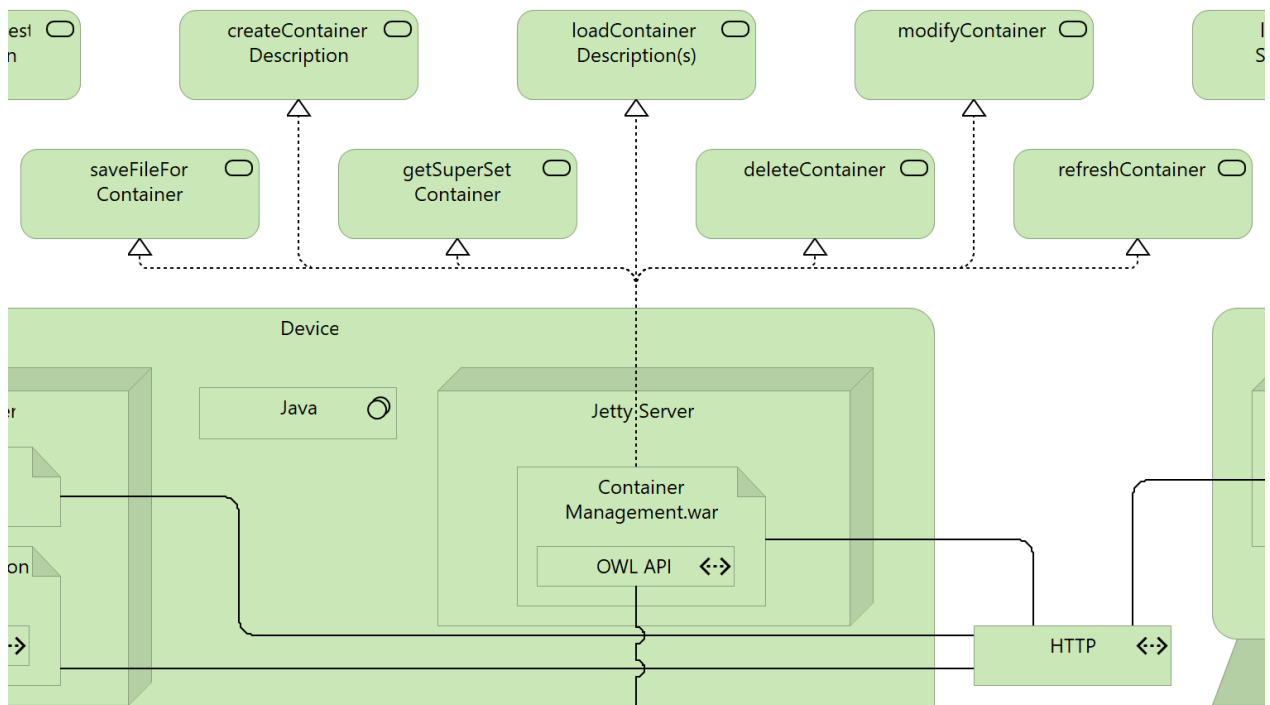 createContainer
Description
loadContainer
Description(s)
modifyContainer
saveFileFor
Container
getSuperSet
Container
deleteContainer
refreshContainer
Device
Java
Jetty Server
Container
Management.war
on
OWL API
HTTP